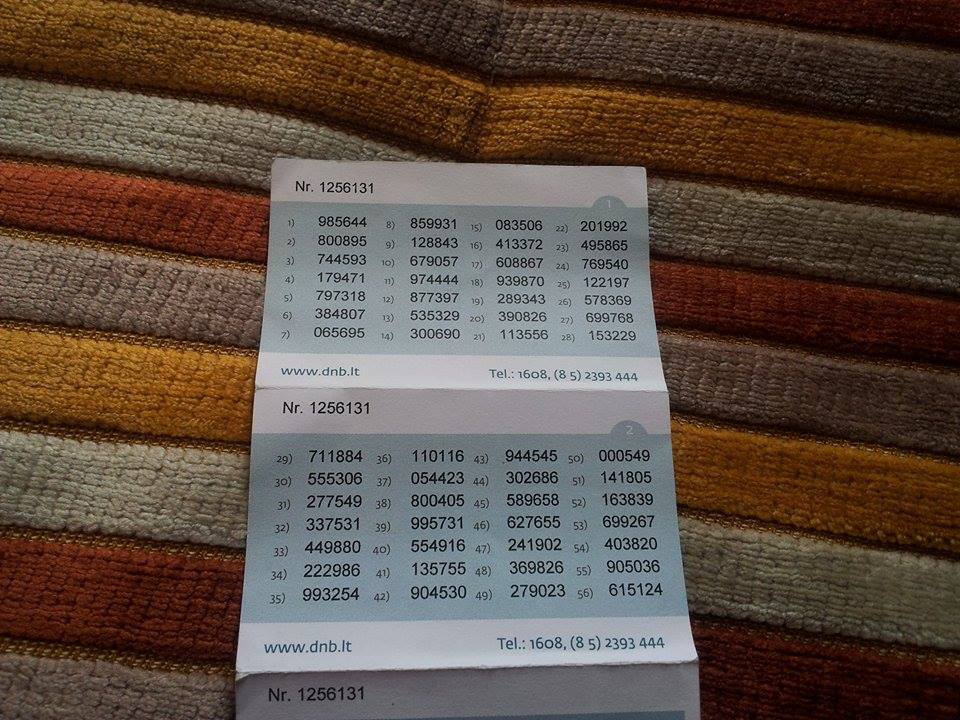 Nr. 1256131
1
1) 985644 8) 859931 15) 083506 22) 201992
2) 800895 9) 128843 16) 413372 23) 495865
3) 744593 10) 679057 17) 608867 24) 769540
4) 179471 11) 974444 18) 939870 25) 122197
5) 797318 12) 877397 19) 289343 26) 578369
6) 384807 13) 535329 20) 390826 27) 699768
7) 065695 14) 300690 21) 113556 28) 153229
www.dnb.lt Tel.: 1608, (8 5) 2393 444
Nr. 1256131
2
29) 711884 36) 110116 43) 944545 50) 000549
30) 555306 37) 054423 44) 302686 51) 141805
31) 277549 38) 800405 45) 589658 52) 163839
32) 337531 39) 995731 46) 627655 53) 699267
33) 449880 40) 554916 47) 241902 54) 403820
34) 222986 41) 135755 48) 369826 55) 905036
35) 993254 42) 904530 49) 279023 56) 615124
www.dnb.lt Tel.: 1608, (8 5) 2393 444
Nr. 1256131